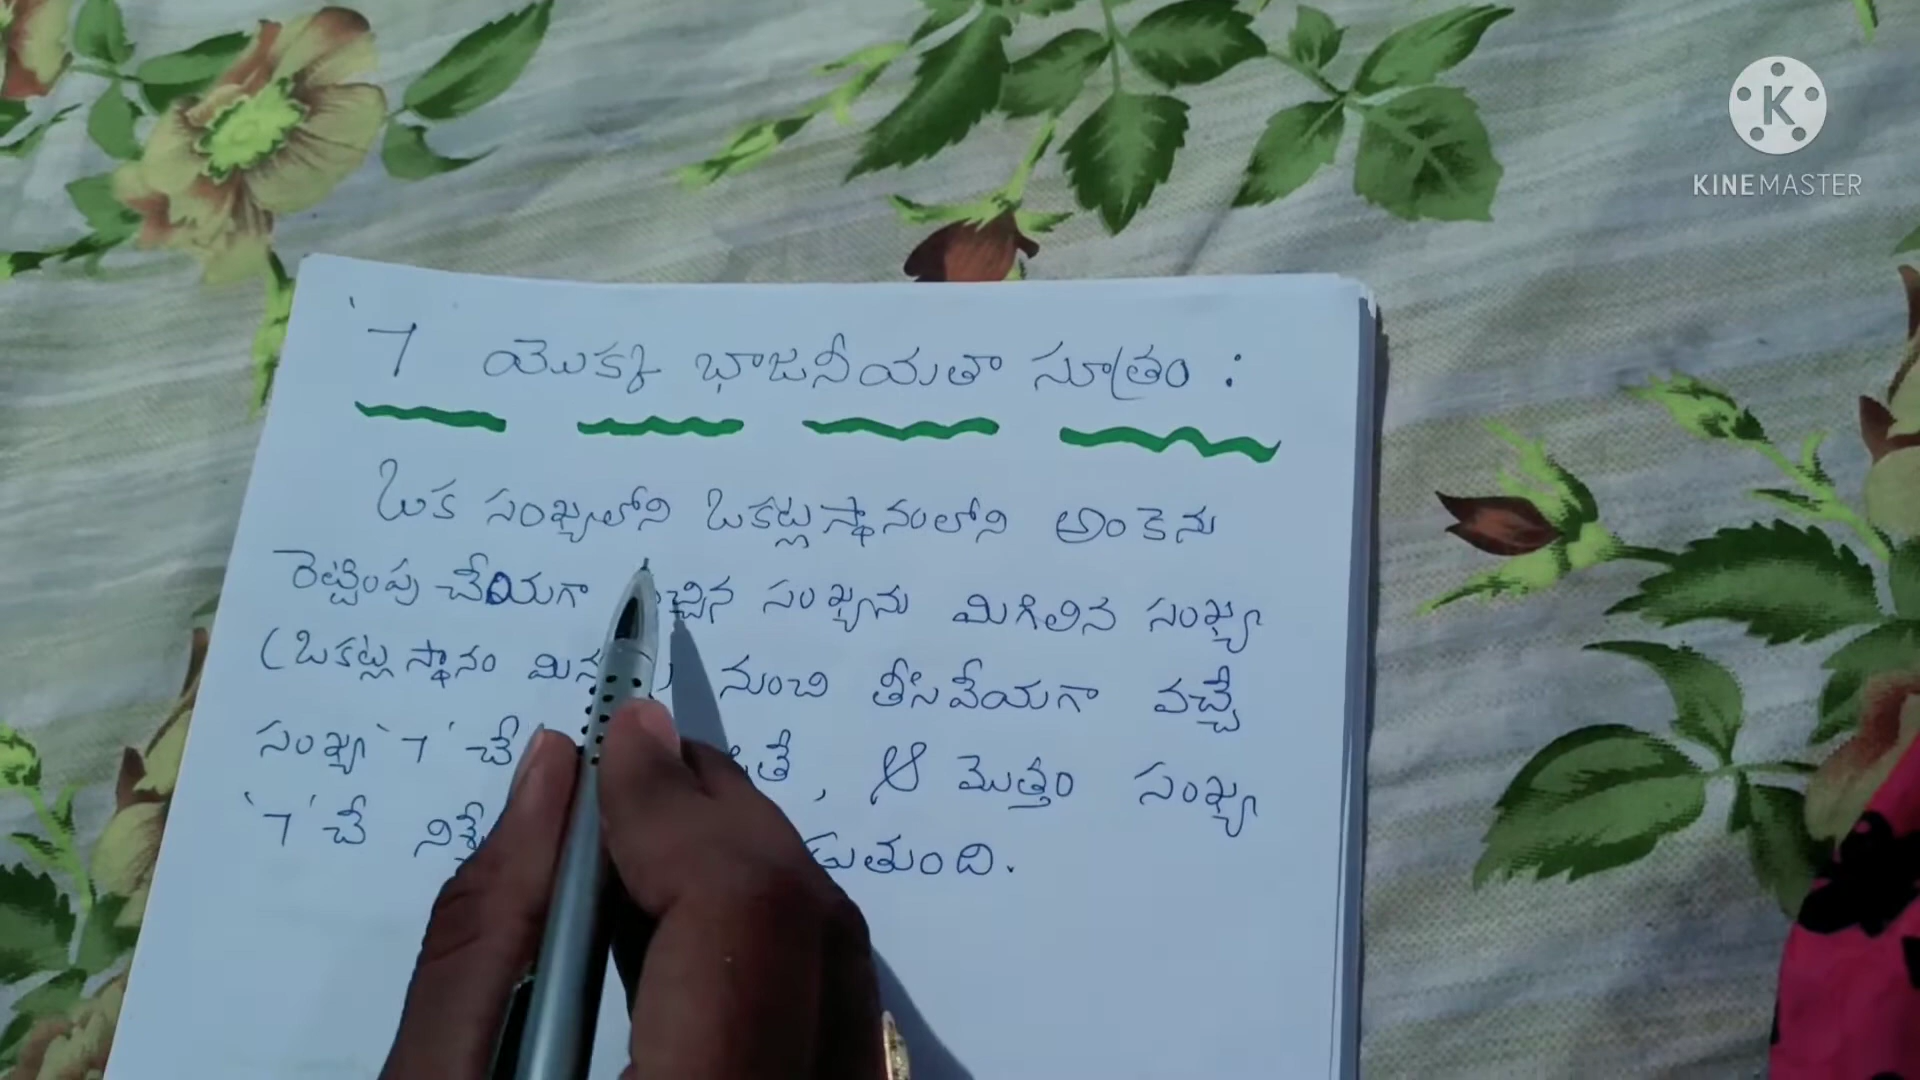 K
KINEMASTER
'7 యొక్క భాజనీయతా సూత్రం :
ఒక సంఖ్యలోని ఒకట్లు స్థానంలోని అంకెను
రెట్టింపు చేయగా సంఖ్యను మిగిలిన సంఖ్య
(ఒకట్లు స్థానం నుంచి తీసివేయగా వచ్చే
సంఖ్య '7' చే , ఆ మొత్తం సంఖ్య
'7' చే